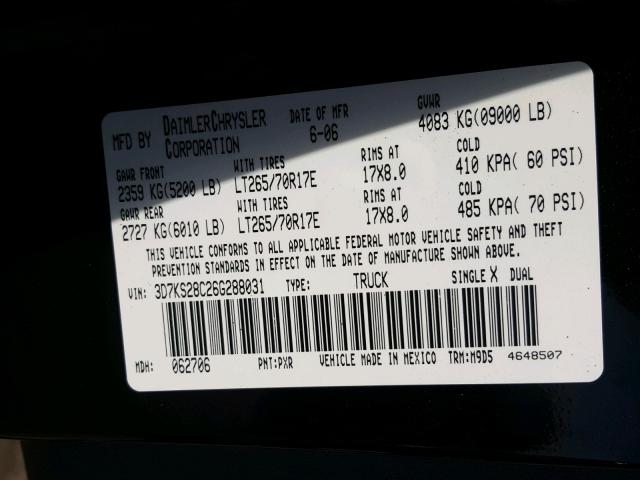 MFD BY DAIMLERCHRYSLER CORPORATION DATE OF MFR 6-06 GVWR 4083 KG(09000 LB)
GAWR FRONT WITH TIRES RIMS AT COLD
2359 KG(5200 LB) LT265/70R17E 17X8.0 410 KPA( 60 PSI)
GAWR REAR WITH TIRES RIMS AT COLD
2727 KG(6010 LB) LT265/70R17E 17X8.0 485 KPA( 70 PSI)
THIS VEHICLE CONFORMS TO ALL APPLICABLE FEDERAL MOTOR VEHICLE SAFETY AND THEFT
PREVENTION STANDARDS IN EFFECT ON THE DATE OF MANUFACTURE SHOWN ABOVE.
VIN: 3D7KS28C26G288031 TYPE: TRUCK SINGLE X DUAL
MDH: 062706 PNT:PXR VEHICLE MADE IN MEXICO TRM:M9D5 4648507